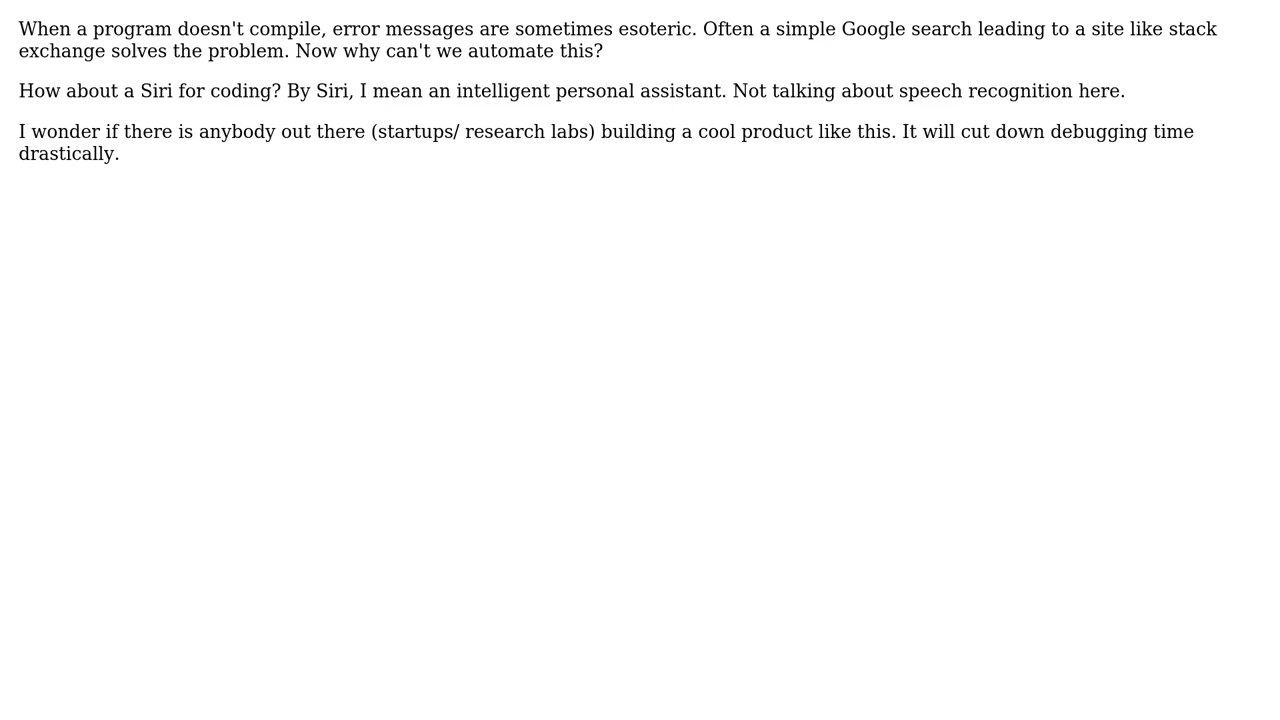 When a program doesn't compile, error messages are sometimes esoteric. Often a simple Google search leading to a site like stack
exchange solves the problem. Now why can't we automate this?
How about a Siri for coding? By Siri, I mean an intelligent personal assistant. Not talking about speech recognition here.
I wonder if there is anybody out there (startups/ research labs) building a cool product like this. It will cut down debugging time
drastically.